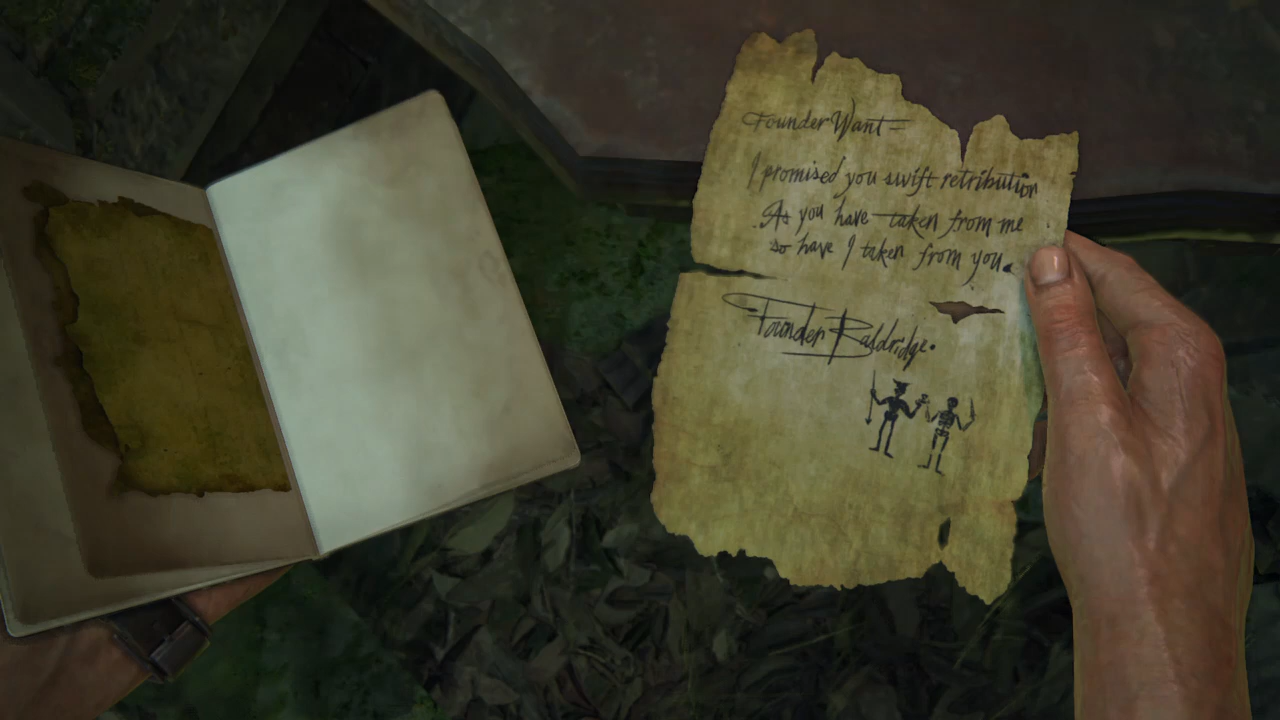 Founder Want—
I promised you swift retribution
As you have taken from me
so have I taken from you.
Founder Baldridge.